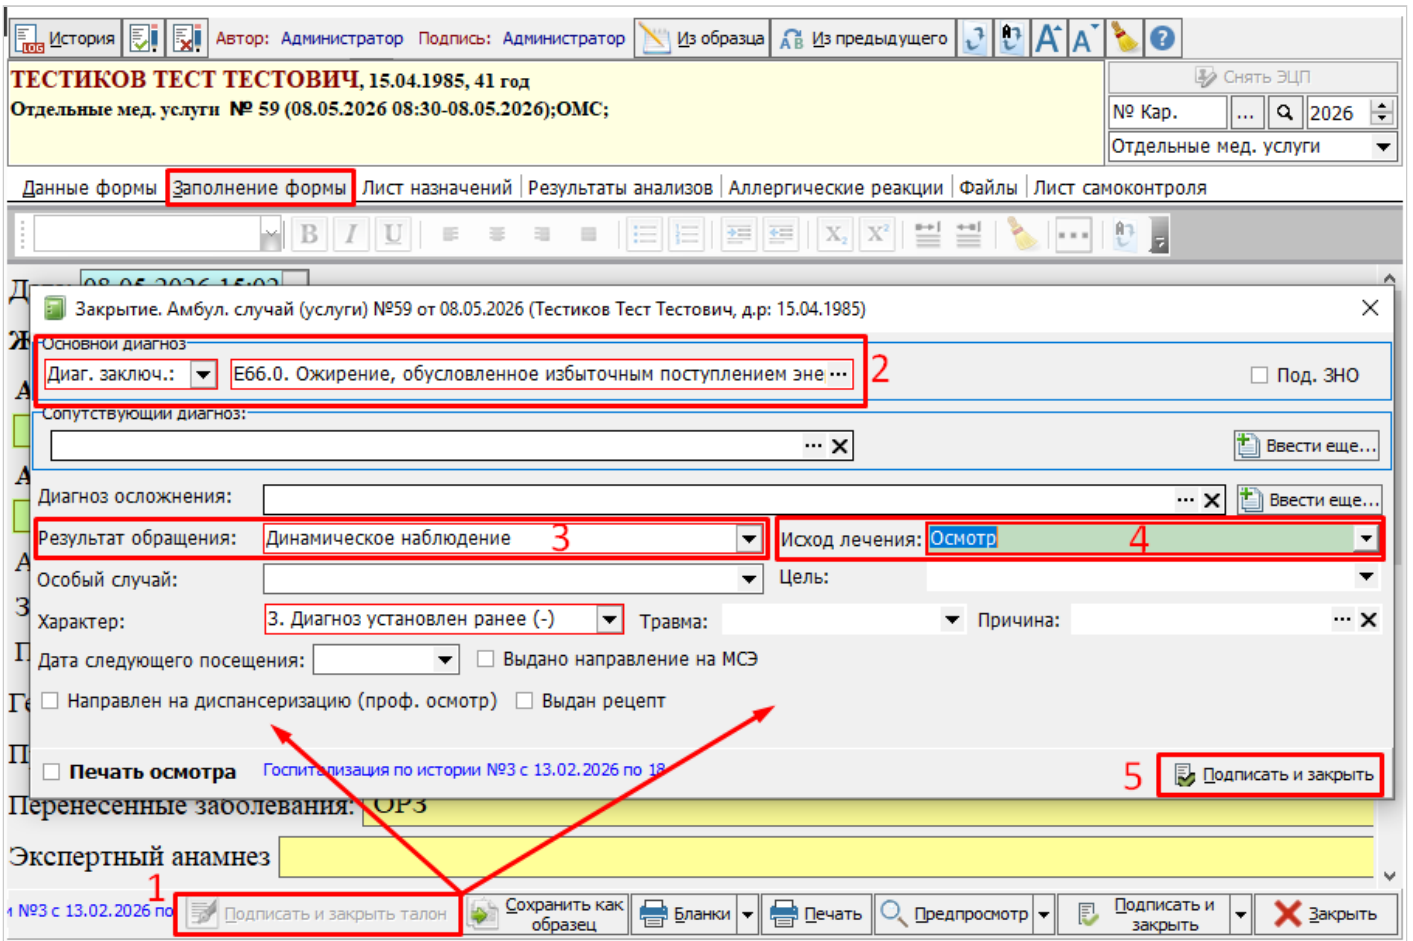 История Автор: Администратор Подпись: Администратор Из образца Из предыдущего
ТЕСТИКОВ ТЕСТ ТЕСТОВИЧ, 15.04.1985, 41 год
Отдельные мед. услуги № 59 (08.05.2026 08:30-08.05.2026);ОМС;
Снять ЭЦП
№ Кар. ... 2026
Отдельные мед. услуги
Данные формы Заполнение формы Лист назначений Результаты анализов Аллергические реакции Файлы Лист самоконтроля
Закрытие. Амбул. случай (услуги) №59 от 08.05.2026 (Тестиков Тест Тестович, д.р: 15.04.1985)
Основной диагноз
Диаг. заключ.: E66.0. Ожирение, обусловленное избыточным поступлением эне ... 2
Под. ЗНО
Сопутствующий диагноз:
Ввести еще...
Диагноз осложнения: Ввести еще...
Результат обращения: Динамическое наблюдение 3 Исход лечения: Осмотр 4
Особый случай: Цель:
Характер: 3. Диагноз установлен ранее (-) Травма: Причина:
Дата следующего посещения: Выдано направление на МСЭ
Направлен на диспансеризацию (проф. осмотр) Выдан рецепт
Печать осмотра Госпитализация по истории №3 с 13.02.2026 по 18
5 Подписать и закрыть
Перенесенные заболевания: ОРЗ
Экспертный анамнез
1
№3 с 13.02.2026 по Подписать и закрыть талон Сохранить как образец Бланки Печать Предпросмотр Подписать и закрыть Закрыть